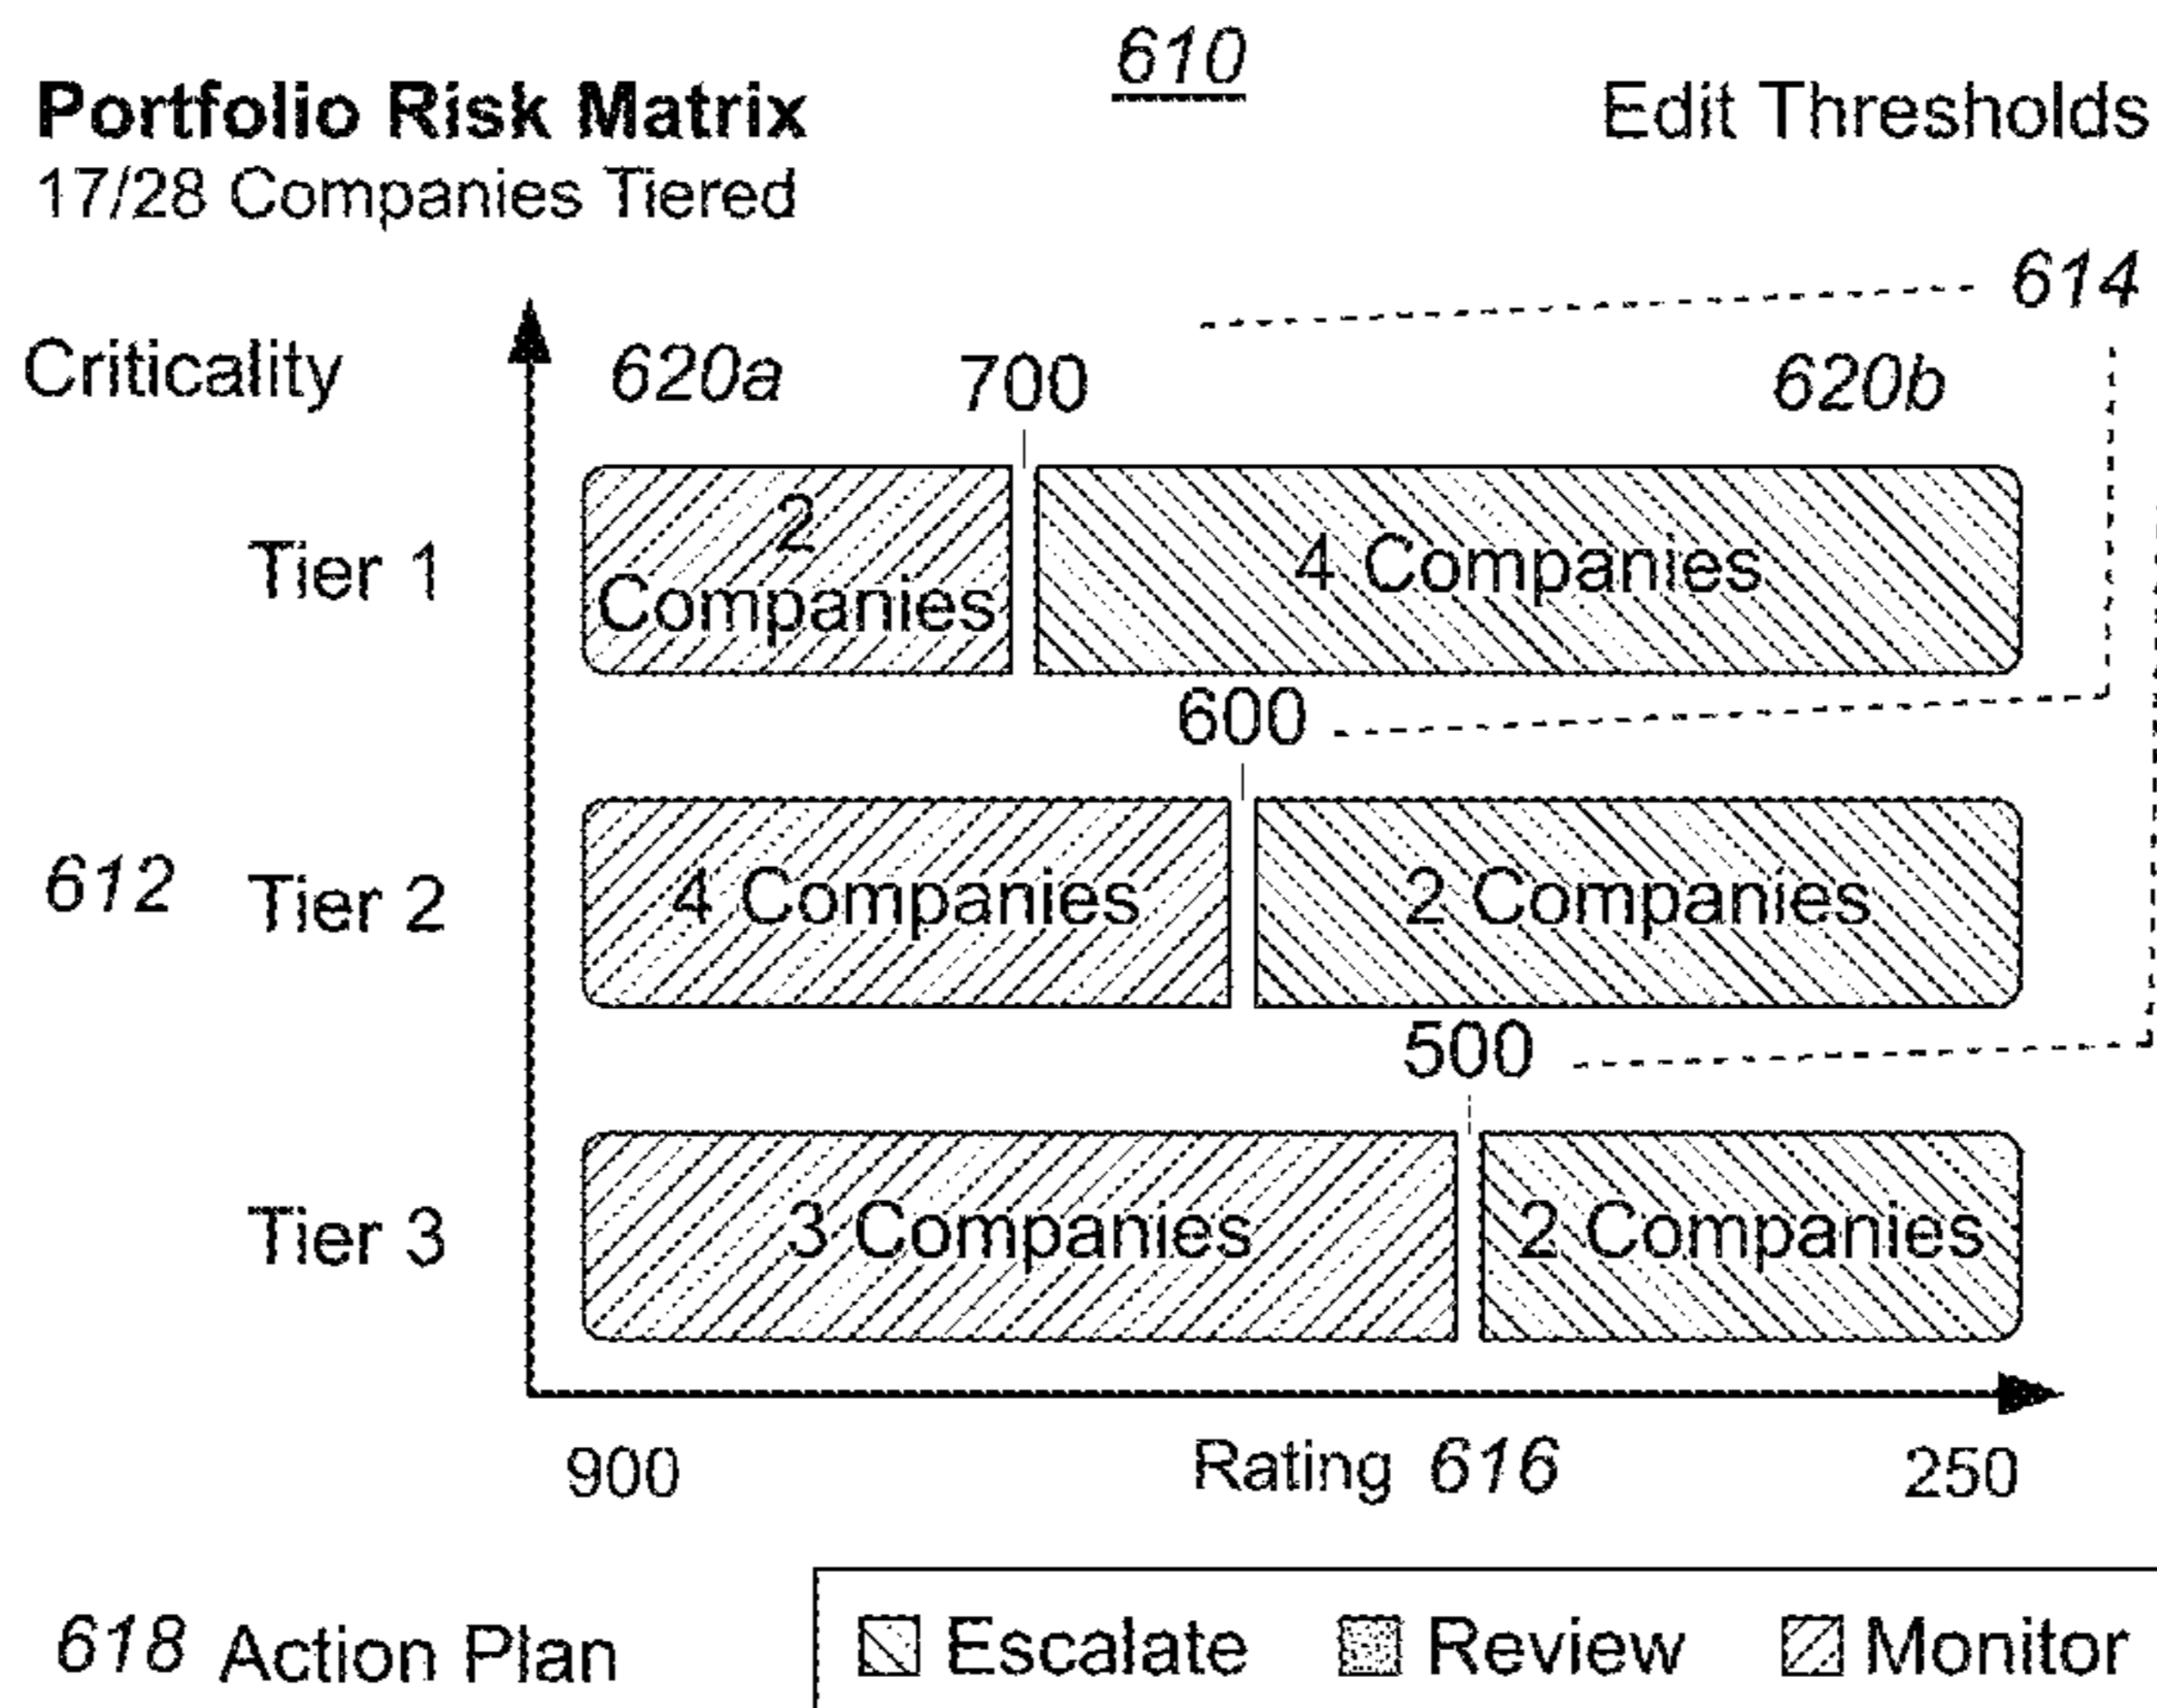 610
Portfolio Risk Matrix
Edit Thresholds
17/28 Companies Tiered
614
Criticality
620a
700
620b
Tier 1
2
Companies
4 Companies
600
612
Tier 2
4 Companies
2 Companies
500
Tier 3
3 Companies
2 Companies
900
Rating 616
250
618 Action Plan
Escalate
Review
Monitor